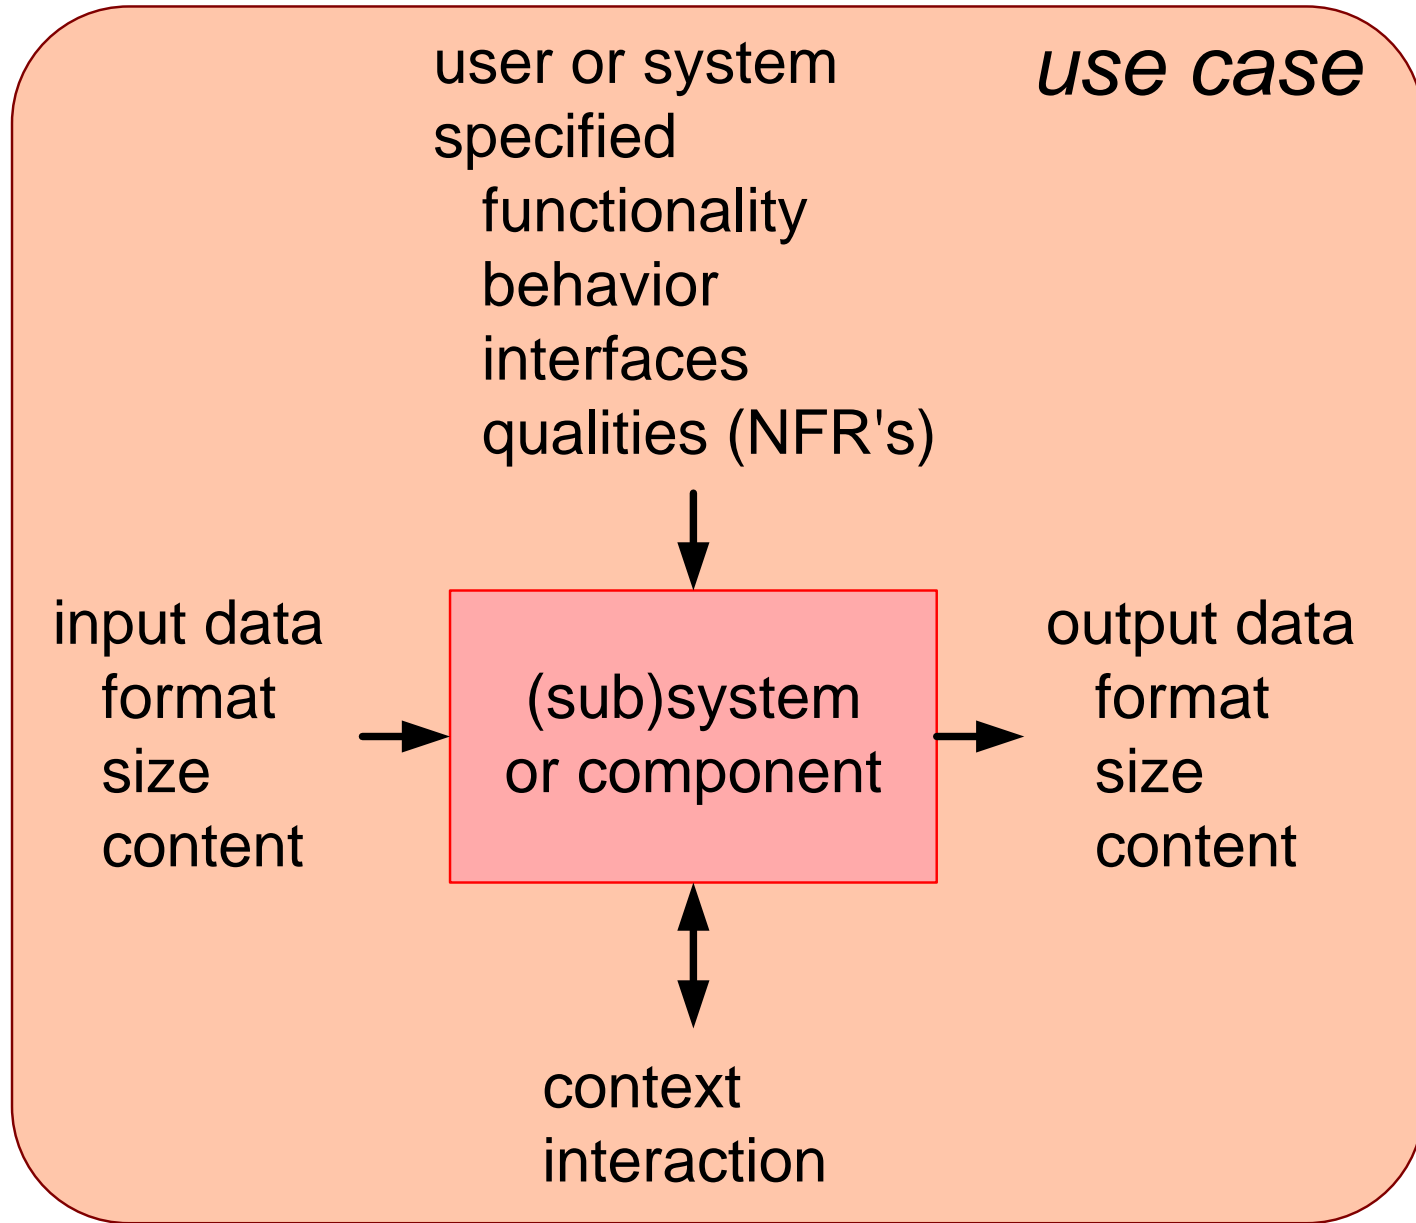 use case
user or system
specified
functionality
behavior
interfaces
qualities (NFR's)
input data
format
size
content
(sub)system
or component
output data
format
size
content
context
interaction